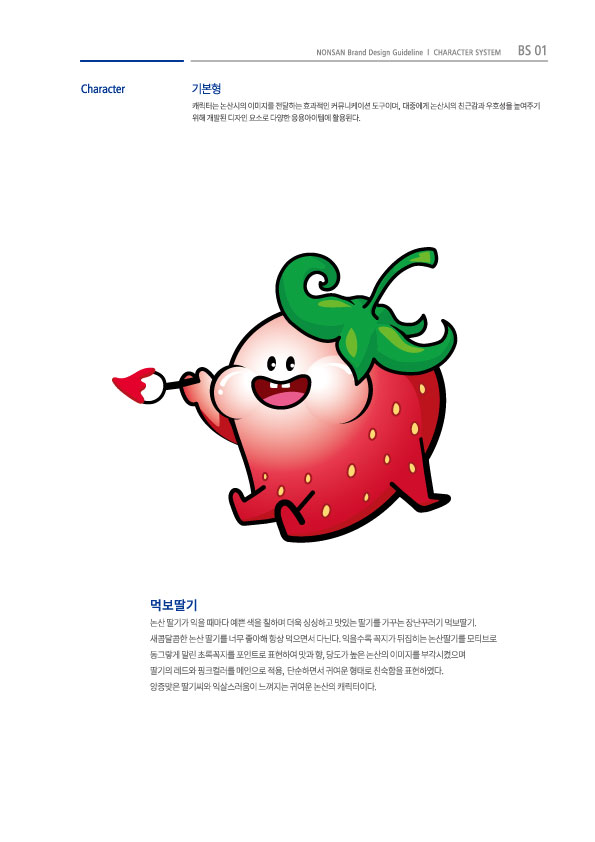 NONSAN Brand Design Guideline | CHARACTER SYSTEM BS 01
Character
기본형
캐릭터는 논산시의 이미지를 전달하는 효과적인 커뮤니케이션 도구이며, 대중에게 논산시의 친근감과 우호성을 높여주기
위해 개발된 디자인 요소로 다양한 응용아이템에 활용된다.
먹보딸기
논산 딸기가 익을 때마다 예쁜 색을 칠하며 더욱 싱싱하고 맛있는 딸기를 가꾸는 장난꾸러기 먹보딸기.
새콤달콤한 논산 딸기를 너무 좋아해 항상 먹으면서 다닌다. 익을수록 꼭지가 뒤집히는 논산딸기를 모티브로
동그랗게 말린 초록꼭지를 포인트로 표현하여 맛과 향, 당도가 높은 논산의 이미지를 부각시켰으며
딸기의 레드와 핑크컬러를 메인으로 적용, 단순하면서 귀여운 형태로 친숙함을 표현하였다.
앙증맞은 딸기씨와 익살스러움이 느껴지는 귀여운 논산의 캐릭터이다.